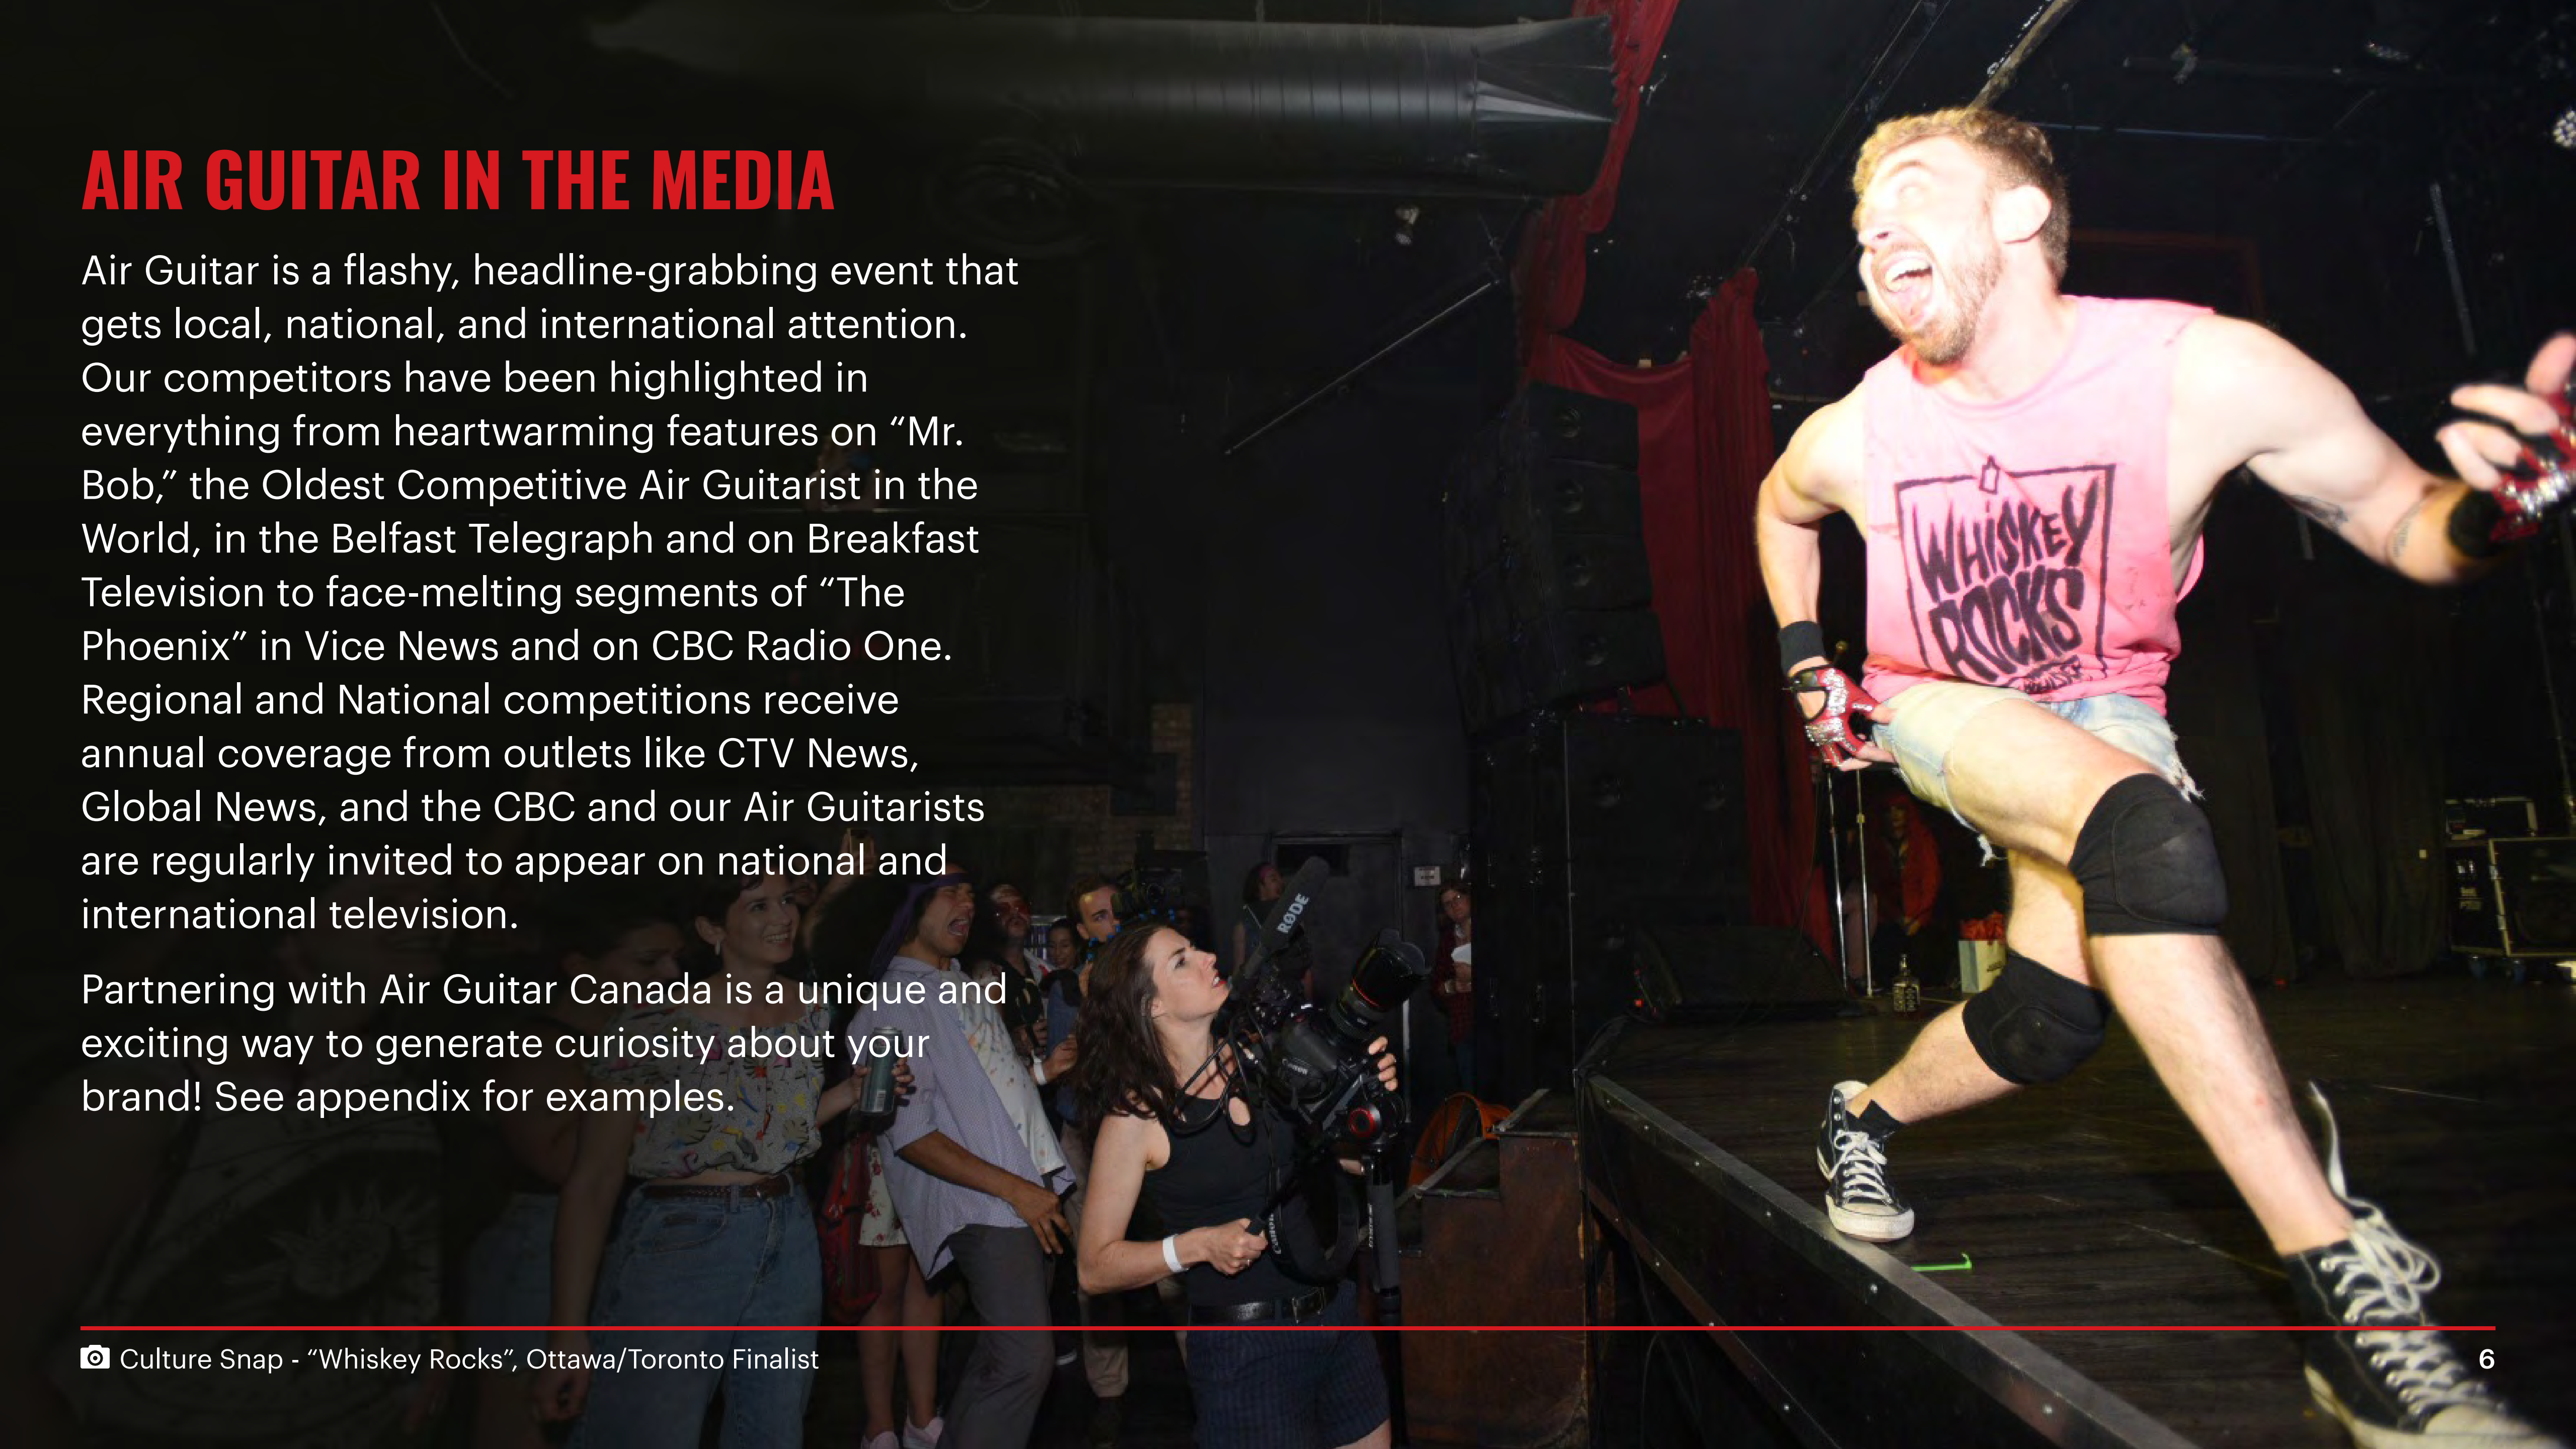 AIR GUITAR IN THE MEDIA
Air Guitar is a flashy, headline-grabbing event that
gets local, national, and international attention.
Our competitors have been highlighted in
everything from heartwarming features on “Mr.
Bob,” the Oldest Competitive Air Guitarist in the
World, in the Belfast Telegraph and on Breakfast
Television to face-melting segments of “The
Phoenix” in Vice News and on CBC Radio One.
Regional and National competitions receive
annual coverage from outlets like CTV News,
Global News, and the CBC and our Air Guitarists
are regularly invited to appear on national and
international television.
Partnering with Air Guitar Canada is a unique and
exciting way to generate curiosity about your
brand! See appendix for examples.
WHiSKEY
ROCKS
RØDE
Canon
Canon
Culture Snap - “Whiskey Rocks”, Ottawa/Toronto Finalist
6